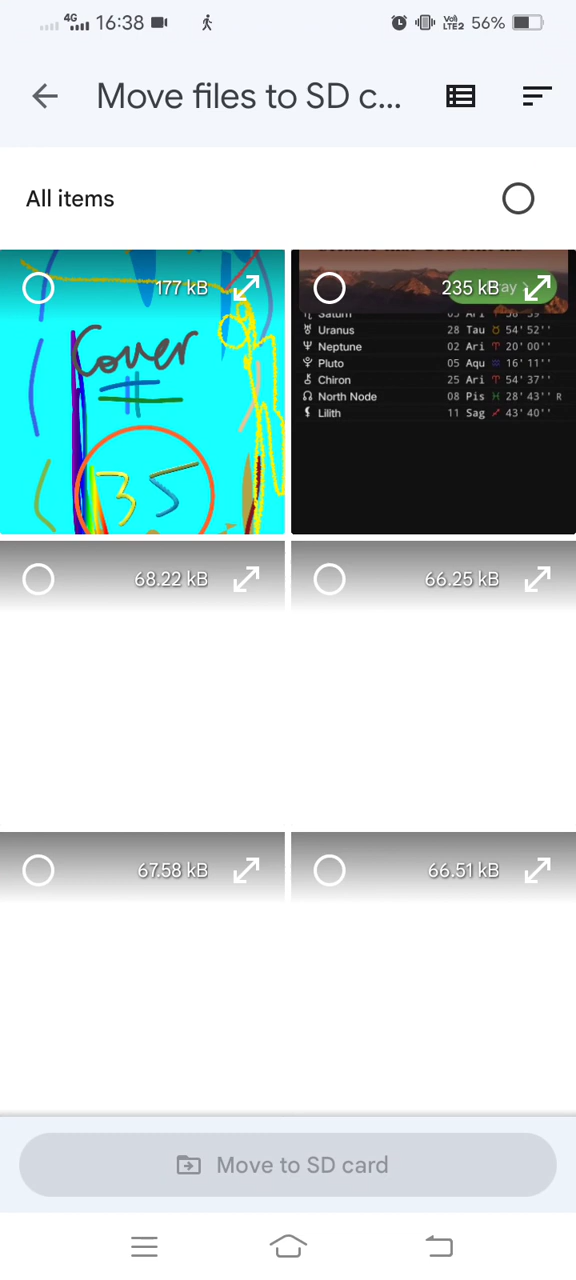 4G 16:38 VoI) LTE2 56%
Move files to SD c...
All items
177 kB
235 kB
Cover
35
♅ Uranus 28 Tau ♉ 54' 52''
♆ Neptune 02 Ari ♈ 20' 00''
♇ Pluto 05 Aqu ♒ 16' 11''
⚷ Chiron 25 Ari ♈ 54' 37''
☊ North Node 08 Pis ♓ 28' 43'' R
⚸ Lilith 11 Sag ♐ 43' 40''
68.22 kB
66.25 kB
67.58 kB
66.51 kB
Move to SD card